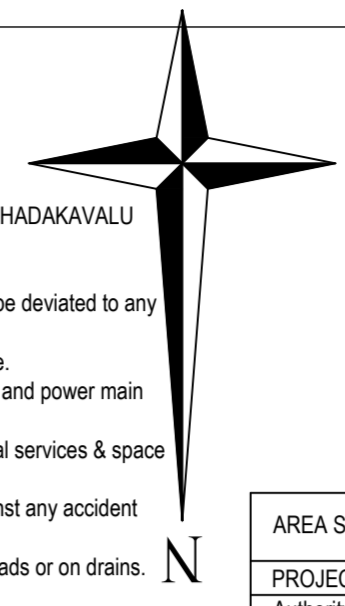 HADAKAVALU
be deviated to any
e.
and power main
al services & space
nst any accident
ads or on drains.
N
AREA S
PROJEC